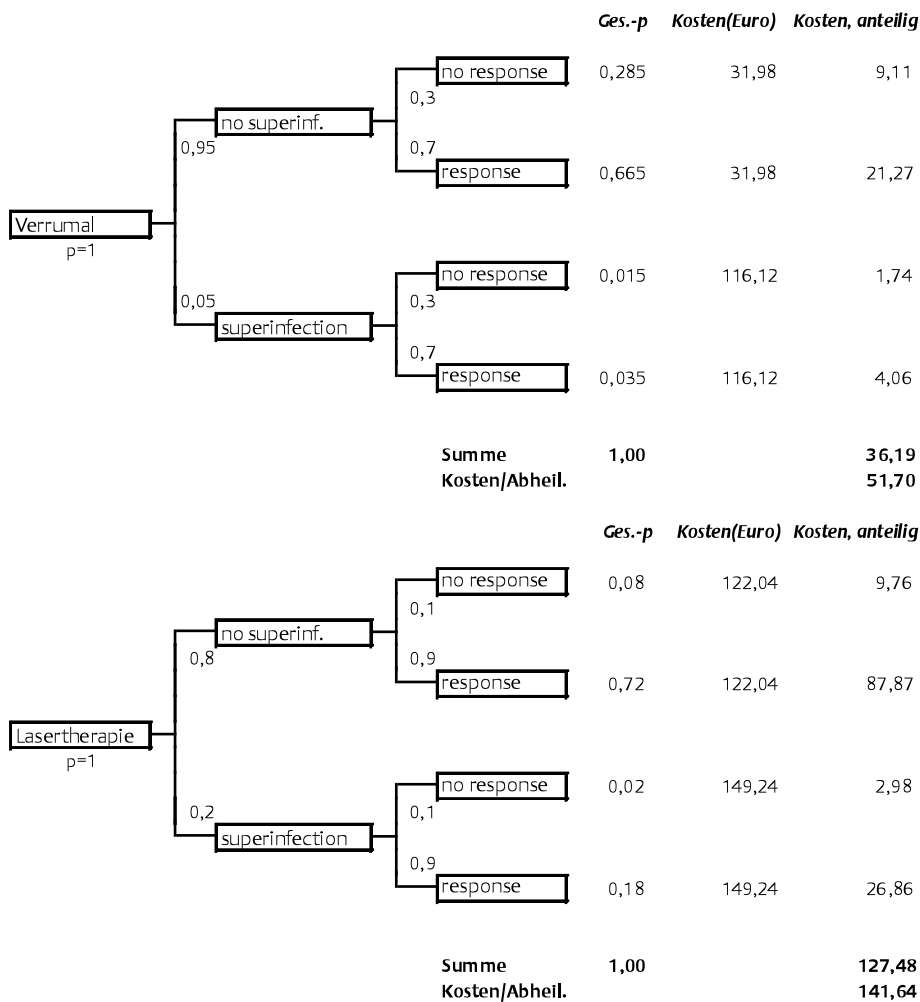 Ges.-p Kosten(Euro) Kosten, anteilig
no response 0,285 31,98 9,11
0,3
no superinf.
0,95 0,7
response 0,665 31,98 21,27
Verrumal
p=1
no response 0,015 116,12 1,74
0,05 0,3
superinfection
0,7
response 0,035 116,12 4,06
Summe 1,00 36,19
Kosten/Abheil. 51,70
Ges.-p Kosten(Euro) Kosten, anteilig
no response 0,08 122,04 9,76
0,1
no superinf.
0,8 0,9
response 0,72 122,04 87,87
Lasertherapie
p=1
no response 0,02 149,24 2,98
0,2 0,1
superinfection
0,9
response 0,18 149,24 26,86
Summe 1,00 127,48
Kosten/Abheil. 141,64